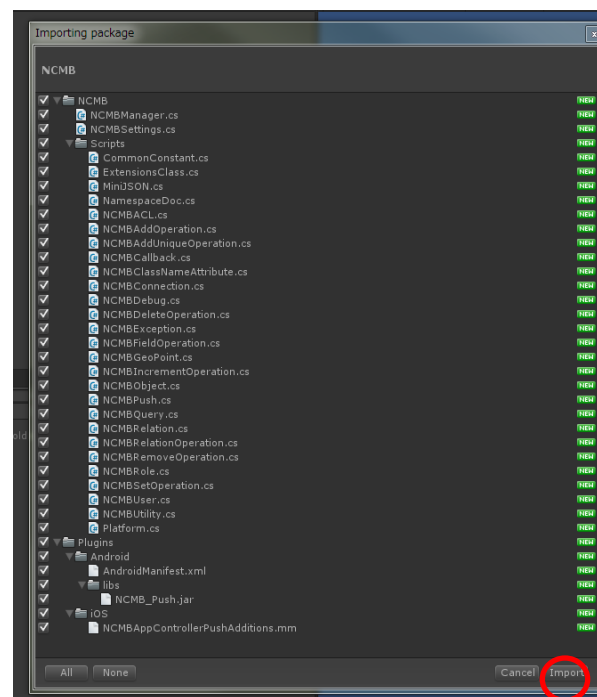 Importing package
x
NCMB
NCMB NEW
NCMBManager.cs NEW
NCMBSettings.cs NEW
Scripts NEW
CommonConstant.cs NEW
ExtensionsClass.cs NEW
MiniJSON.cs NEW
NamespaceDoc.cs NEW
NCMBACL.cs NEW
NCMBAddOperation.cs NEW
NCMBAddUniqueOperation.cs NEW
NCMBCallback.cs NEW
NCMBClassNameAttribute.cs NEW
NCMBConnection.cs NEW
NCMBDebug.cs NEW
NCMBDeleteOperation.cs NEW
NCMBException.cs NEW
NCMBFieldOperation.cs NEW
NCMBGeoPoint.cs NEW
NCMBIncrementOperation.cs NEW
NCMBObject.cs NEW
NCMBPush.cs NEW
NCMBQuery.cs NEW
NCMBRelation.cs NEW
old NCMBRelationOperation.cs NEW
NCMBRemoveOperation.cs NEW
NCMBRole.cs NEW
NCMBSetOperation.cs NEW
NCMBUser.cs NEW
NCMBUtility.cs NEW
Platform.cs NEW
Plugins NEW
Android NEW
AndroidManifest.xml NEW
libs NEW
NCMB_Push.jar NEW
iOS NEW
NCMBAppControllerPushAdditions.mm NEW
All None Cancel Import